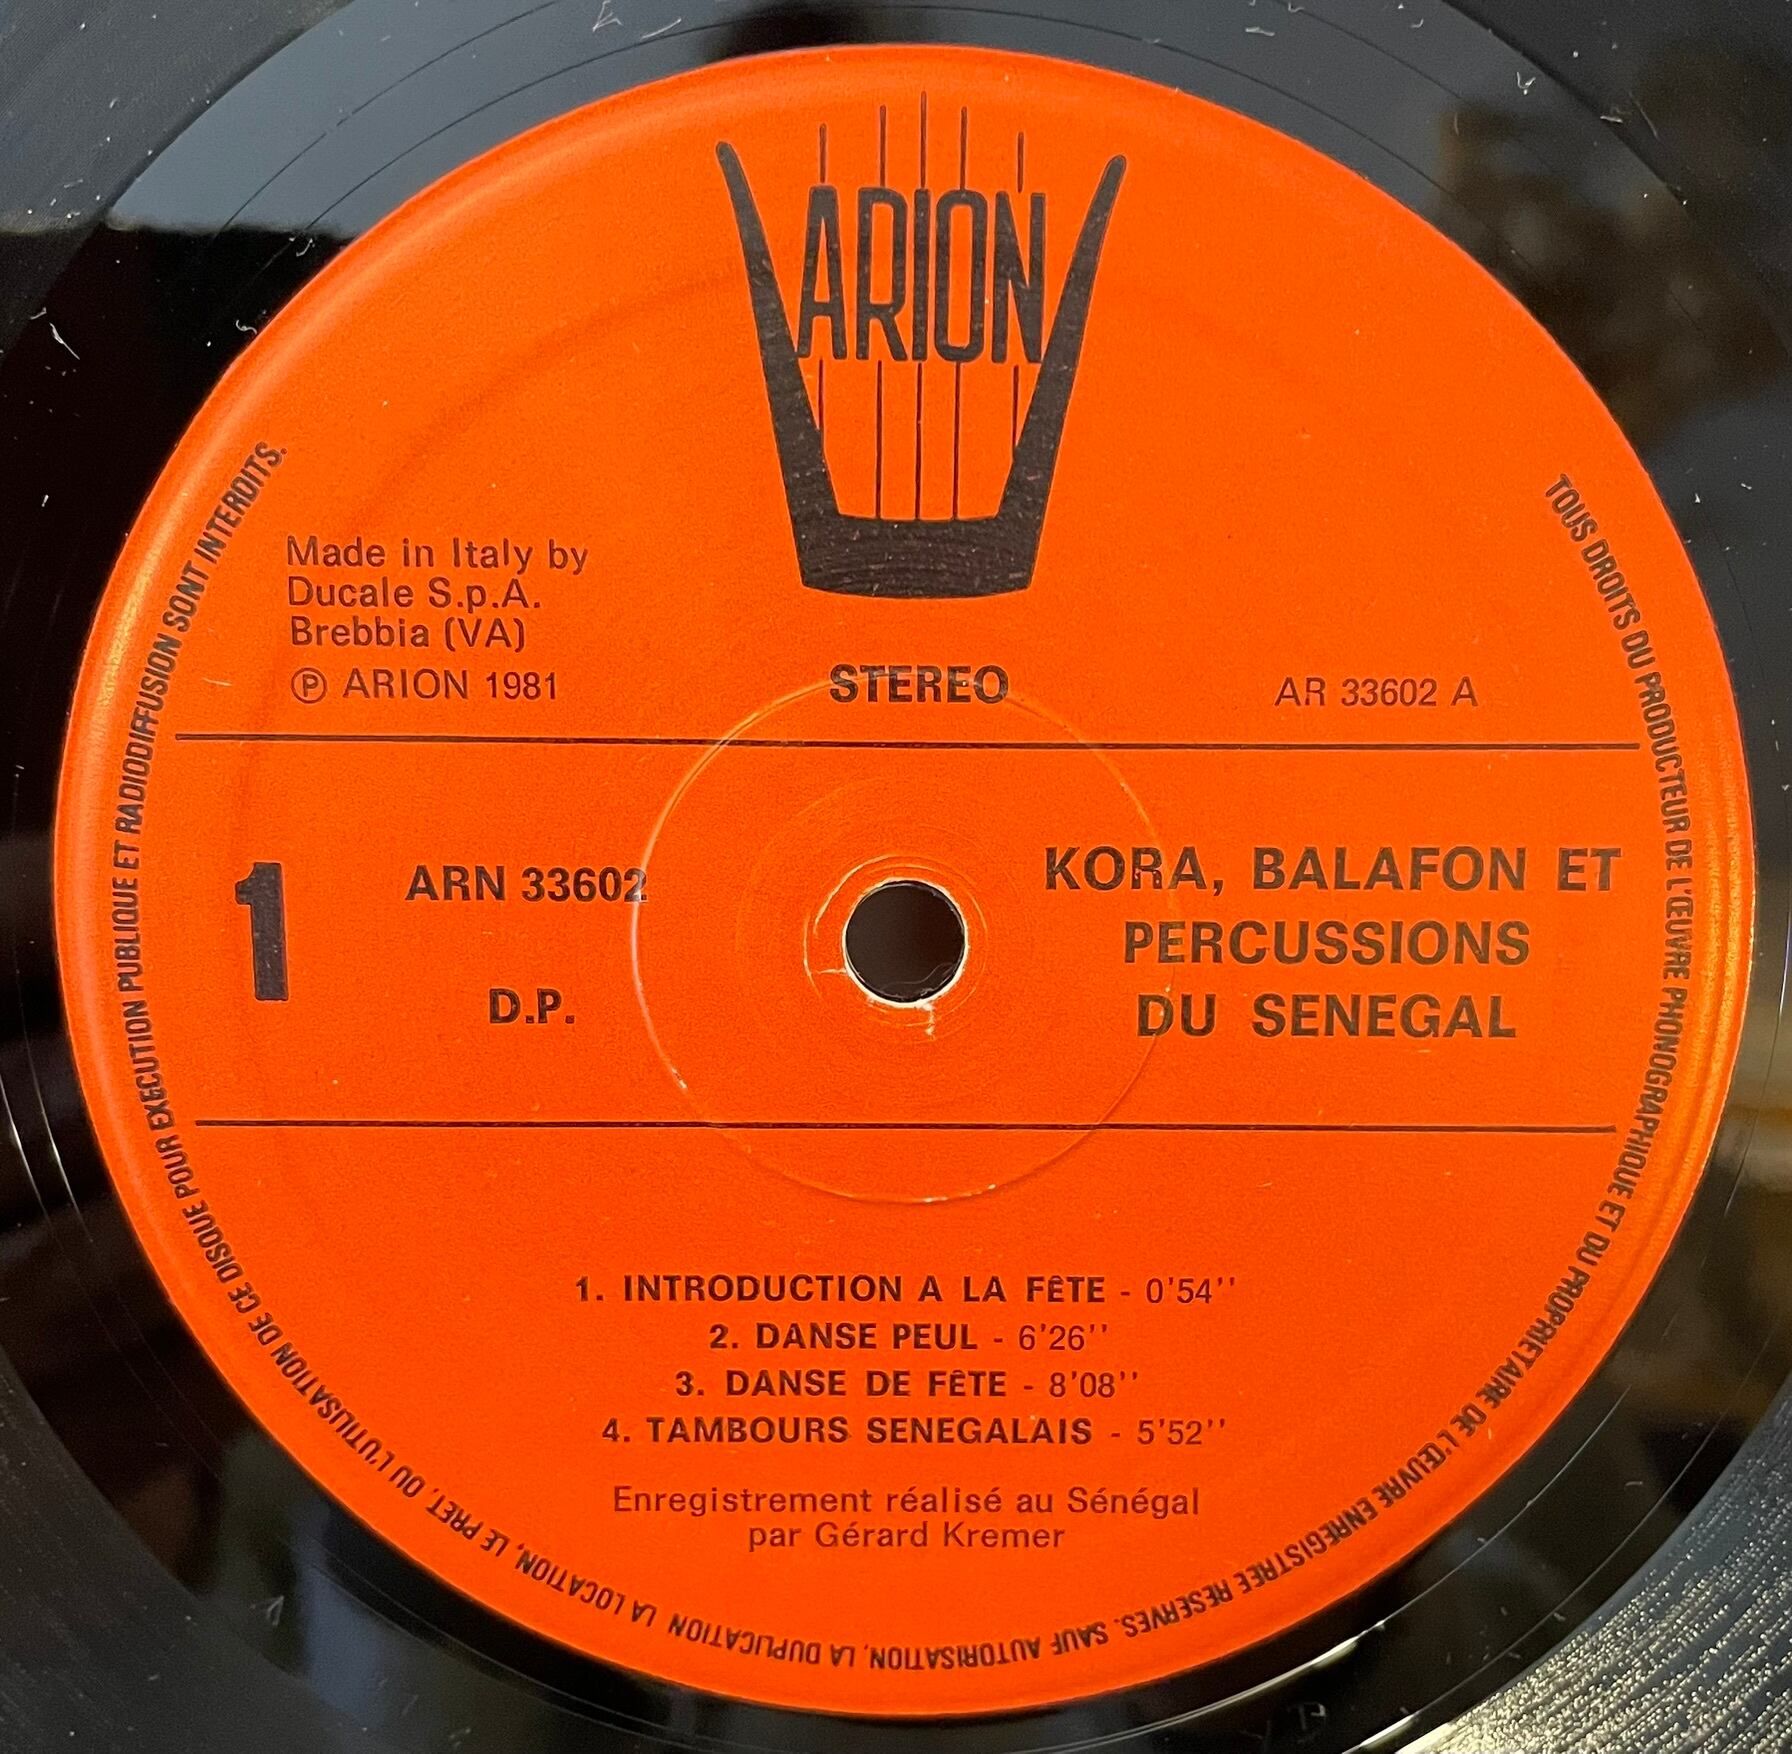 ARION
Made in Italy by
Ducale S.p.A.
Brebbia (VA)
℗ ARION 1981
STEREO
AR 33602 A
1
ARN 33602
D.P.
KORA, BALAFON ET
PERCUSSIONS
DU SENEGAL
1. INTRODUCTION A LA FÊTE - 0'54''
2. DANSE PEUL - 6'26''
3. DANSE DE FÊTE - 8'08''
4. TAMBOURS SENEGALAIS - 5'52''
Enregistrement réalisé au Sénégal
par Gérard Kremer
TOUS DROITS DU PRODUCTEUR DE L'ŒUVRE PHONOGRAPHIQUE ET DU PROPRIETAIRE DE L'ŒUVRE ENREGISTREE RESERVES. SAUF AUTORISATION, LA DUPLICATION, LA LOCATION, LE PRET, OU L'UTILISATION DE CE DISQUE POUR EXECUTION PUBLIQUE ET RADIODIFFUSION SONT INTERDITS.